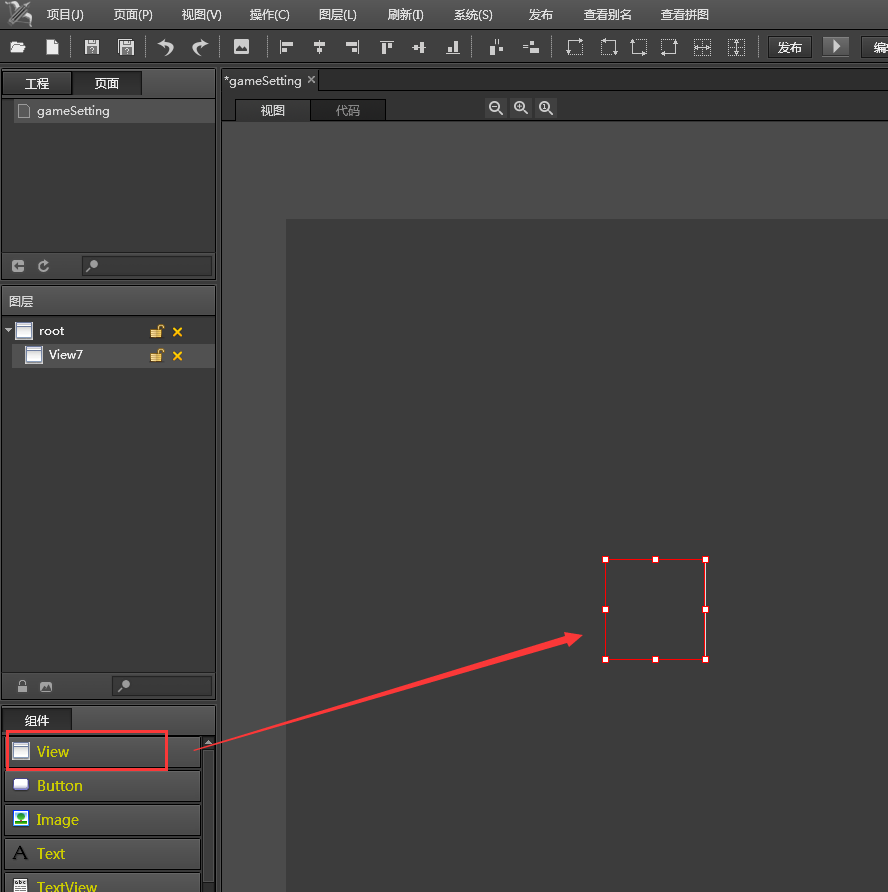 项目(J) 页面(P) 视图(V) 操作(C) 图层(L) 刷新(I) 系统(S) 发布 查看别名 查看拼图
发布
工程 页面
*gameSetting
gameSetting
视图 代码
图层
root
View7
组件
View
Button
Image
Text
TextView